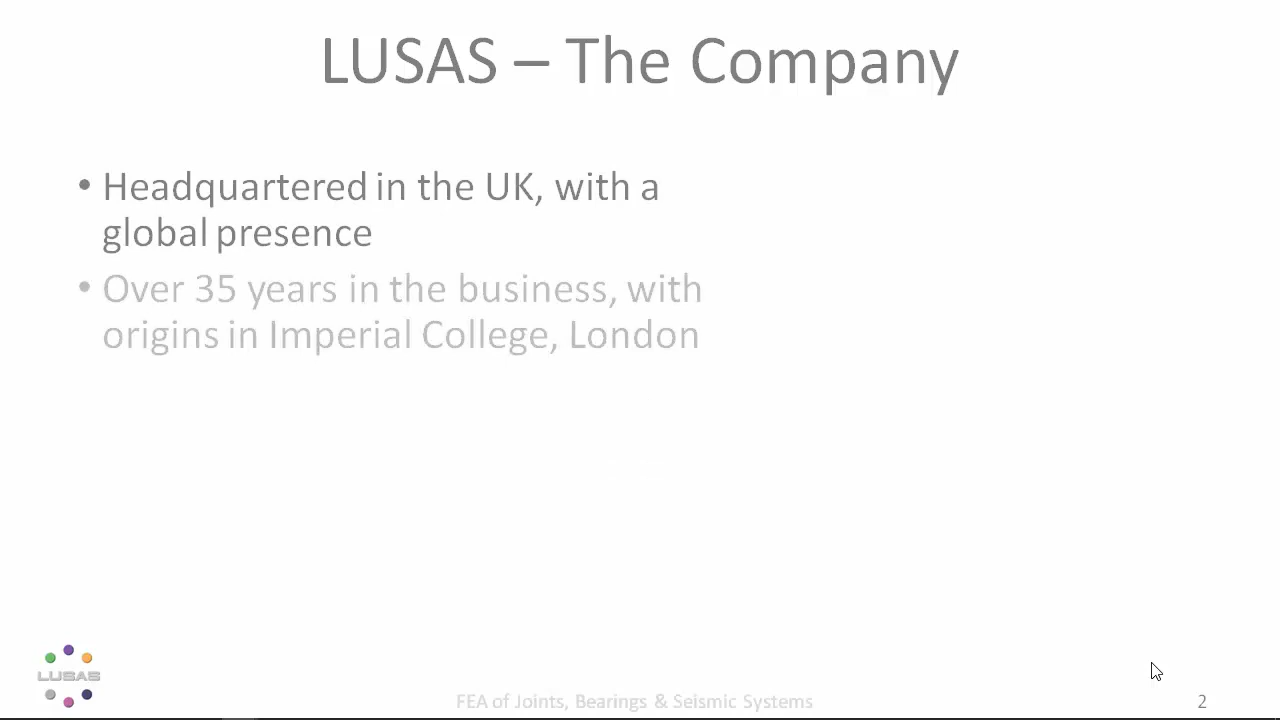 LUSAS – The Company
• Headquartered in the UK, with a
global presence
• Over 35 years in the business, with
origins in Imperial College, London
LUSAS
FEA of Joints, Bearings & Seismic Systems
2